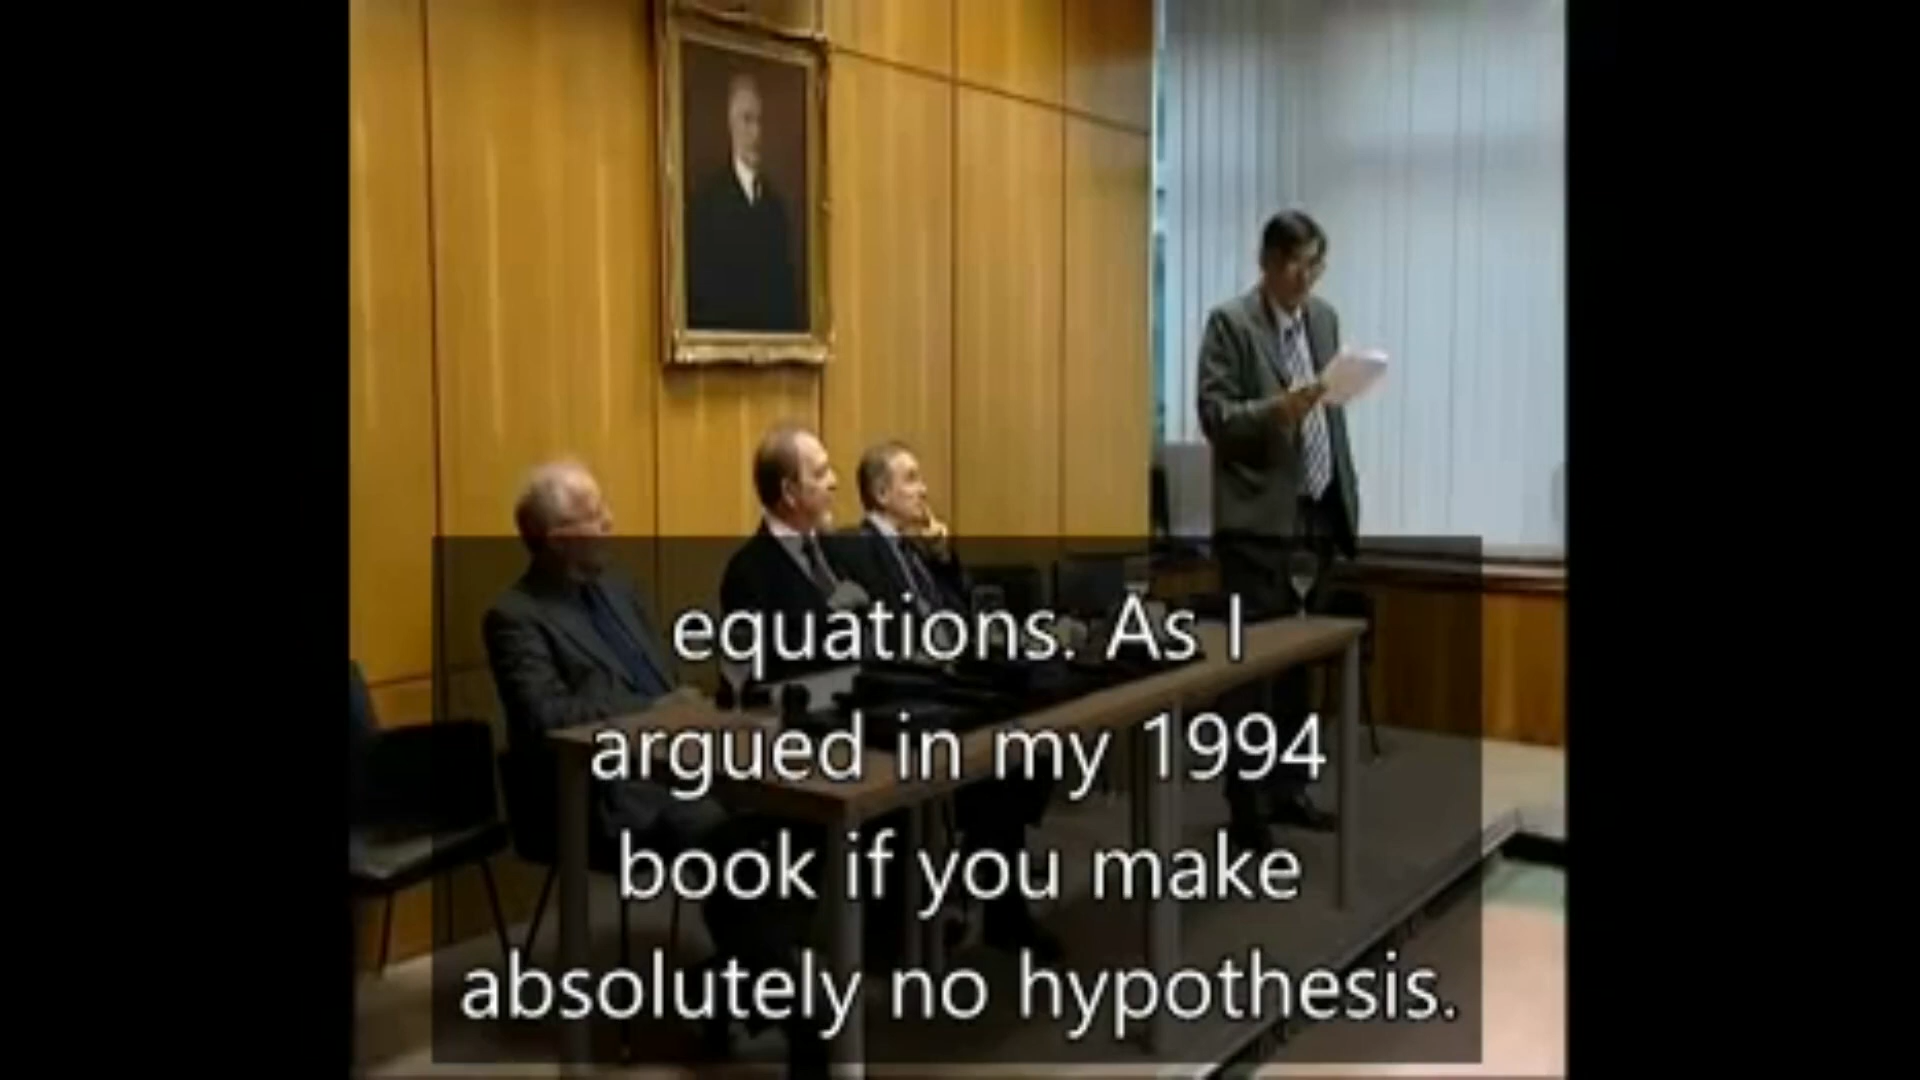 equations. As I
argued in my 1994
book if you make
absolutely no hypothesis.